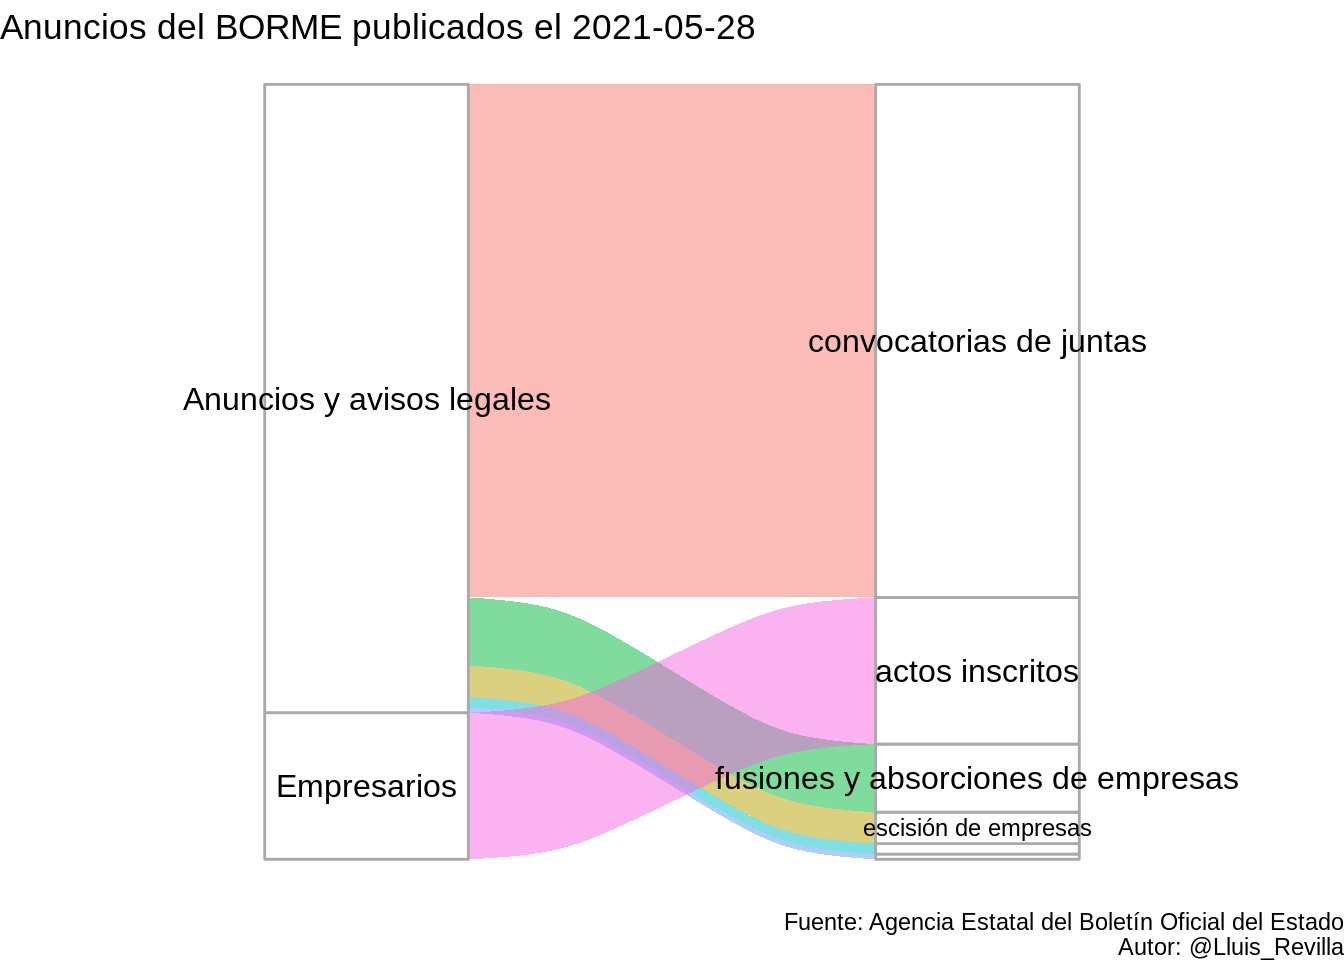 Anuncios del BORME publicados el 2021-05-28
convocatorias de juntas
Anuncios y avisos legales
actos inscritos
fusiones y absorciones de empresas
Empresarios
escisión de empresas
Fuente: Agencia Estatal del Boletín Oficial del Estado
Autor: @Lluis_Revilla